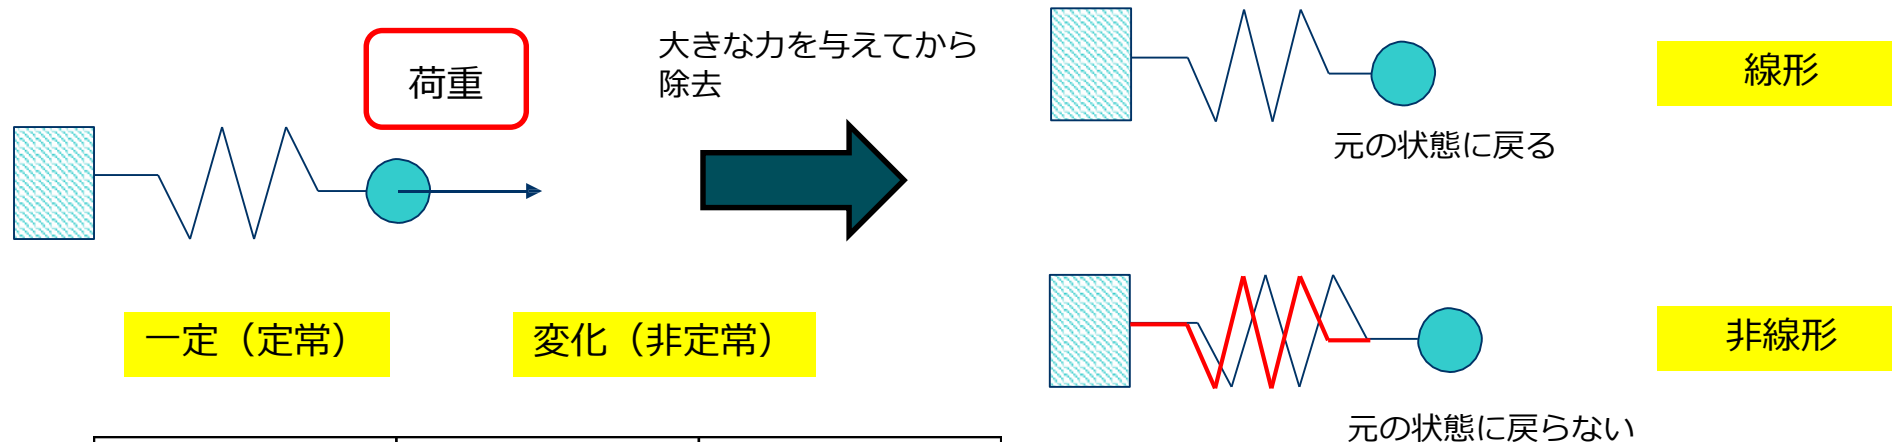 荷重
大きな力を与えてから
除去
線形
元の状態に戻る
一定（定常）
変化（非定常）
非線形
元の状態に戻らない